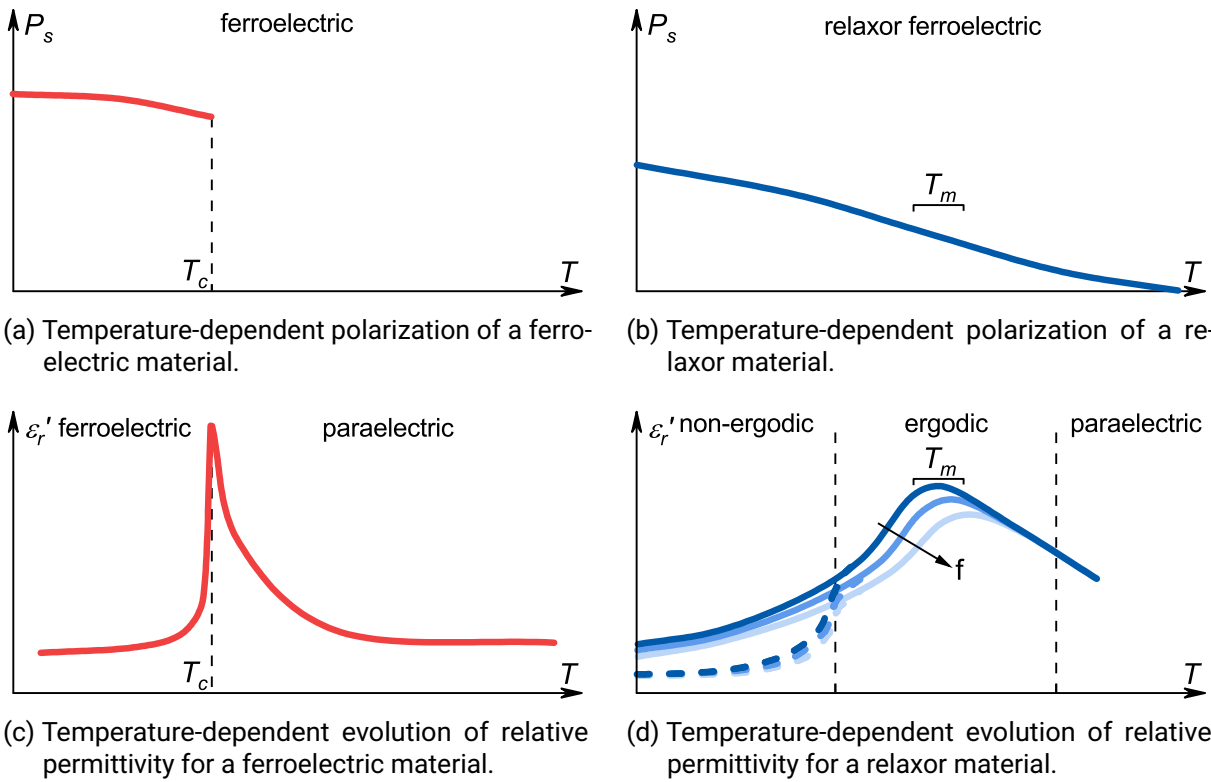 P_s
ferroelectric
T_c
T
(a) Temperature-dependent polarization of a ferro-
electric material.
P_s
relaxor ferroelectric
T_m
T
(b) Temperature-dependent polarization of a re-
laxor material.
ε_r′ ferroelectric
paraelectric
T_c
T
(c) Temperature-dependent evolution of relative
permittivity for a ferroelectric material.
ε_r′ non-ergodic
ergodic
paraelectric
T_m
f
T
(d) Temperature-dependent evolution of relative
permittivity for a relaxor material.